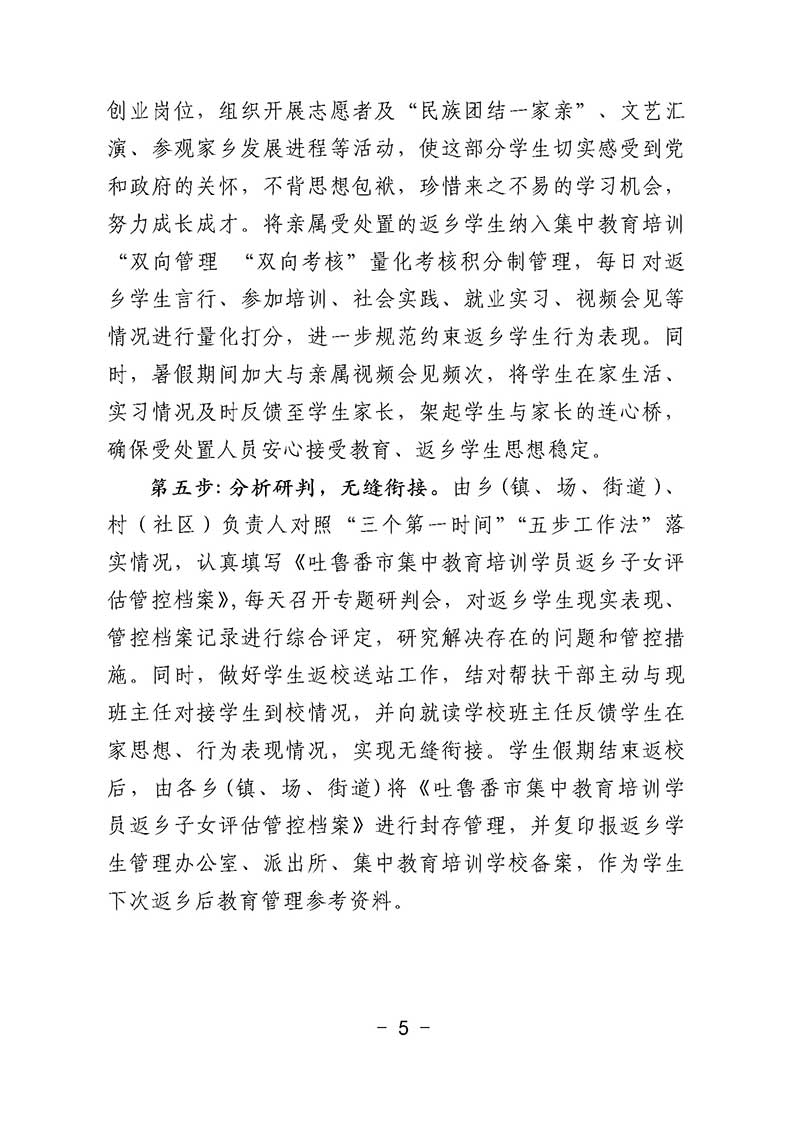 创业岗位，组织开展志愿者及“民族团结一家亲”、文艺汇
演、参观家乡发展进程等活动，使这部分学生切实感受到党
和政府的关怀，不背思想包袱，珍惜来之不易的学习机会，
努力成长成才。将亲属受处置的返乡学生纳入集中教育培训
“双向管理 “双向考核”量化考核积分制管理，每日对返
乡学生言行、参加培训、社会实践、就业实习、视频会见等
情况进行量化打分，进一步规范约束返乡学生行为表现。同
时，暑假期间加大与亲属视频会见频次，将学生在家生活、
实习情况及时反馈至学生家长，架起学生与家长的连心桥，
确保受处置人员安心接受教育、返乡学生思想稳定。
第五步：分析研判，无缝衔接。由乡(镇、场、街道)、
村（社区）负责人对照“三个第一时间”“五步工作法”落
实情况，认真填写《吐鲁番市集中教育培训学员返乡子女评
估管控档案》，每天召开专题研判会，对返乡学生现实表现、
管控档案记录进行综合评定，研究解决存在的问题和管控措
施。同时，做好学生返校送站工作，结对帮扶干部主动与现
班主任对接学生到校情况，并向就读学校班主任反馈学生在
家思想、行为表现情况，实现无缝衔接。学生假期结束返校
后，由各乡(镇、场、街道)将《吐鲁番市集中教育培训学
员返乡子女评估管控档案》进行封存管理，并复印报返乡学
生管理办公室、派出所、集中教育培训学校备案，作为学生
下次返乡后教育管理参考资料。
- 5 -